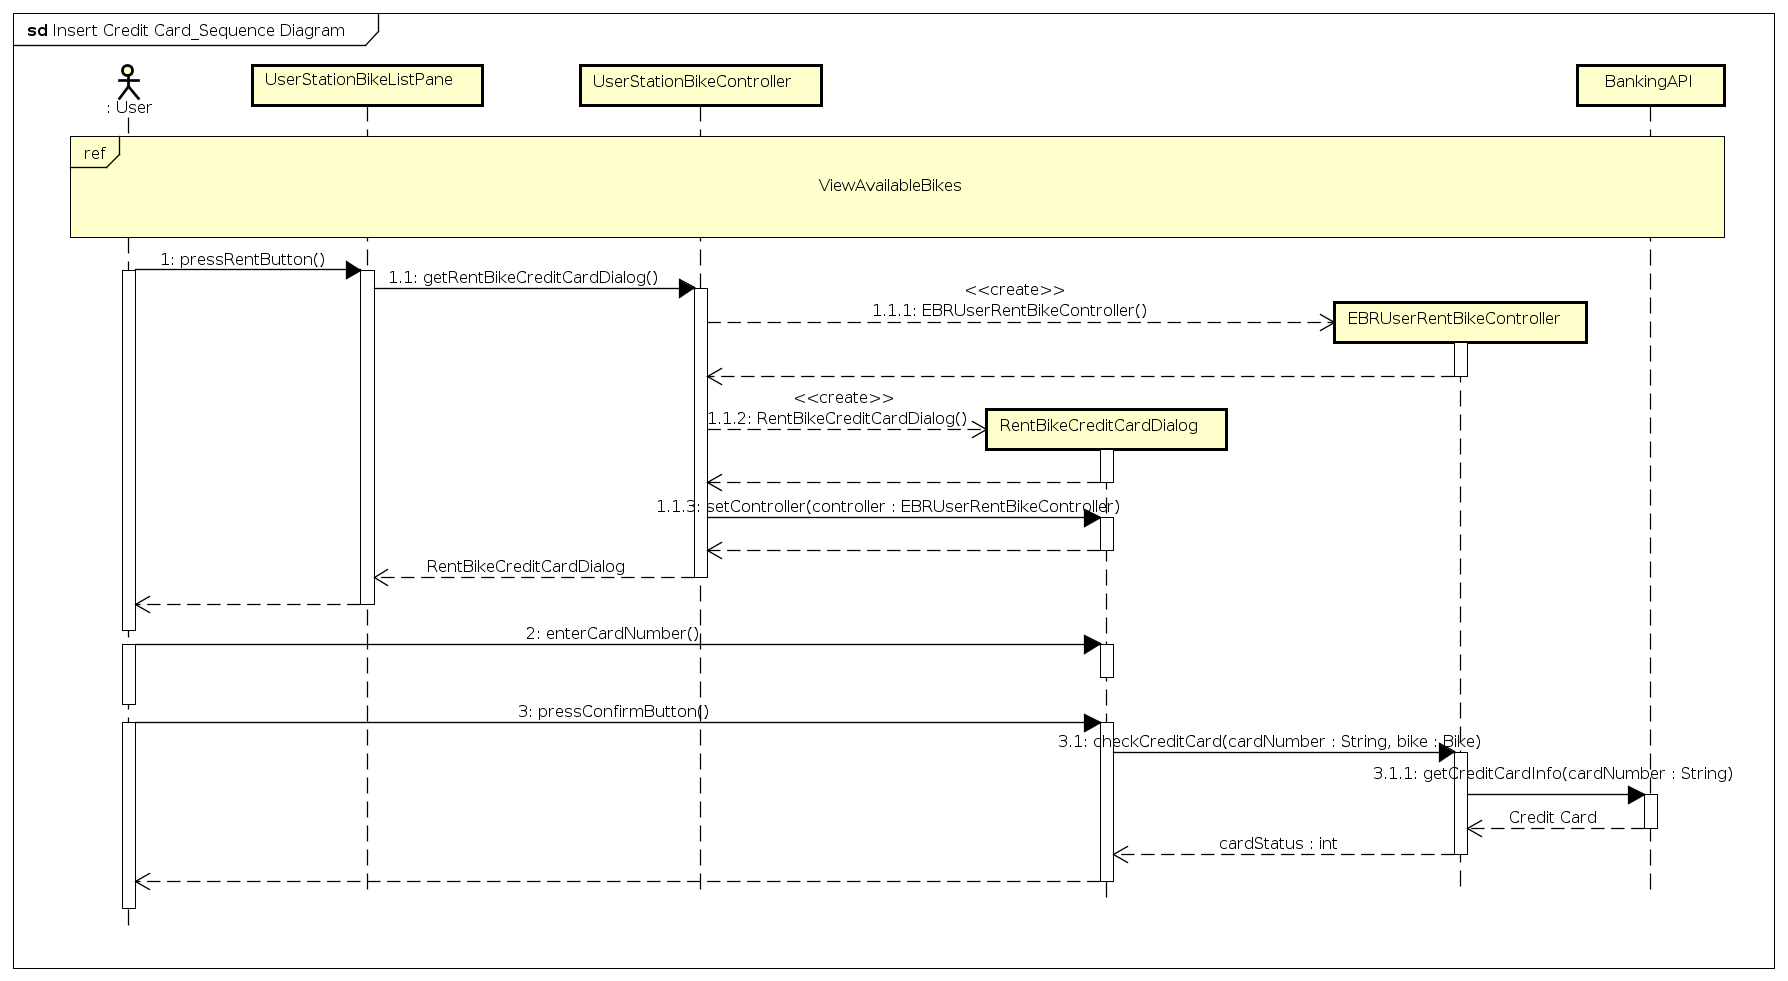 sd Insert Credit Card_Sequence Diagram
: User
UserStationBikeListPane
UserStationBikeController
BankingAPI
ref
ViewAvailableBikes
1: pressRentButton()
1.1: getRentBikeCreditCardDialog()
<<create>>
1.1.1: EBRUserRentBikeController()
EBRUserRentBikeController
<<create>>
1.1.2: RentBikeCreditCardDialog()
RentBikeCreditCardDialog
1.1.3: setController(controller : EBRUserRentBikeController)
RentBikeCreditCardDialog
2: enterCardNumber()
3: pressConfirmButton()
3.1: checkCreditCard(cardNumber : String, bike : Bike)
3.1.1: getCreditCardInfo(cardNumber : String)
Credit Card
cardStatus : int